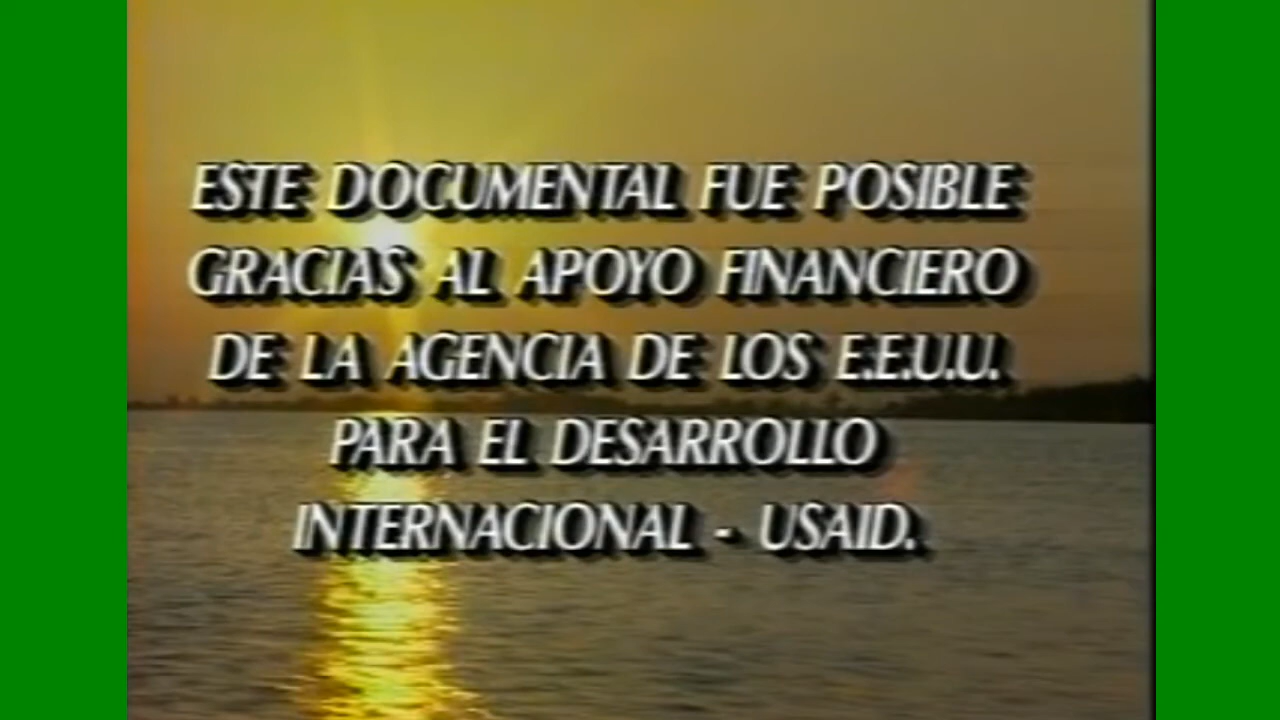 ESTE DOCUMENTAL FUE POSIBLE
GRACIAS AL APOYO FINANCIERO
DE LA AGENCIA DE LOS E.E.U.U.
PARA EL DESARROLLO
INTERNACIONAL - USAID.